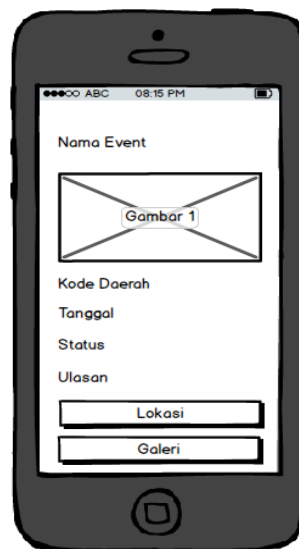 ABC 08:15 PM
Nama Event
Gambar 1
Kode Daerah
Tanggal
Status
Ulasan
Lokasi
Galeri